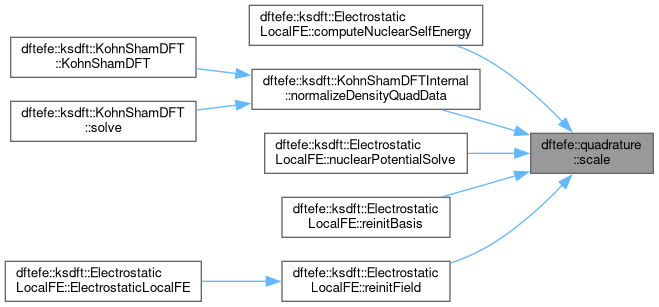 dftefe::ksdft::Electrostatic
LocalFE::computeNuclearSelfEnergy
dftefe::ksdft::KohnShamDFT
::KohnShamDFT
dftefe::ksdft::KohnShamDFTInternal
::normalizeDensityQuadData
dftefe::ksdft::KohnShamDFT
::solve
dftefe::quadrature
::scale
dftefe::ksdft::Electrostatic
LocalFE::nuclearPotentialSolve
dftefe::ksdft::Electrostatic
LocalFE::reinitBasis
dftefe::ksdft::Electrostatic
LocalFE::ElectrostaticLocalFE
dftefe::ksdft::Electrostatic
LocalFE::reinitField